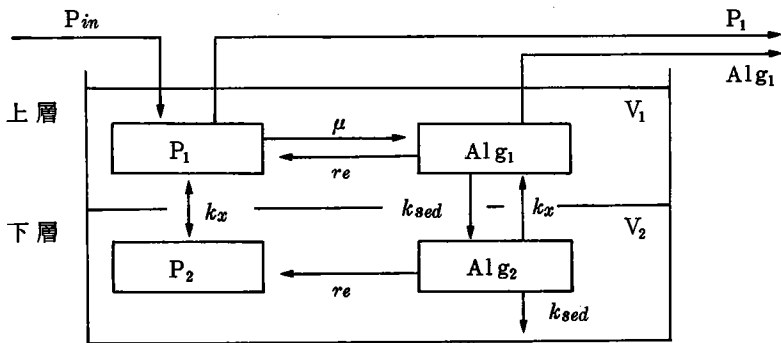 Pin
P1
Alg1
上層
V1
P1
μ
re
Alg1
kx
ksed
kx
下層
V2
P2
re
Alg2
ksed